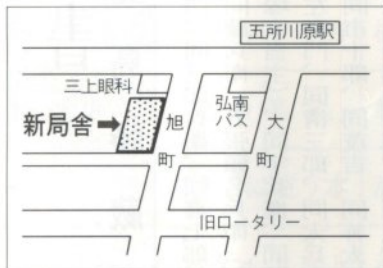 五所川原駅
三上眼科
新局舎➡
旭町
弘南
バス
大町
旧ロータリー